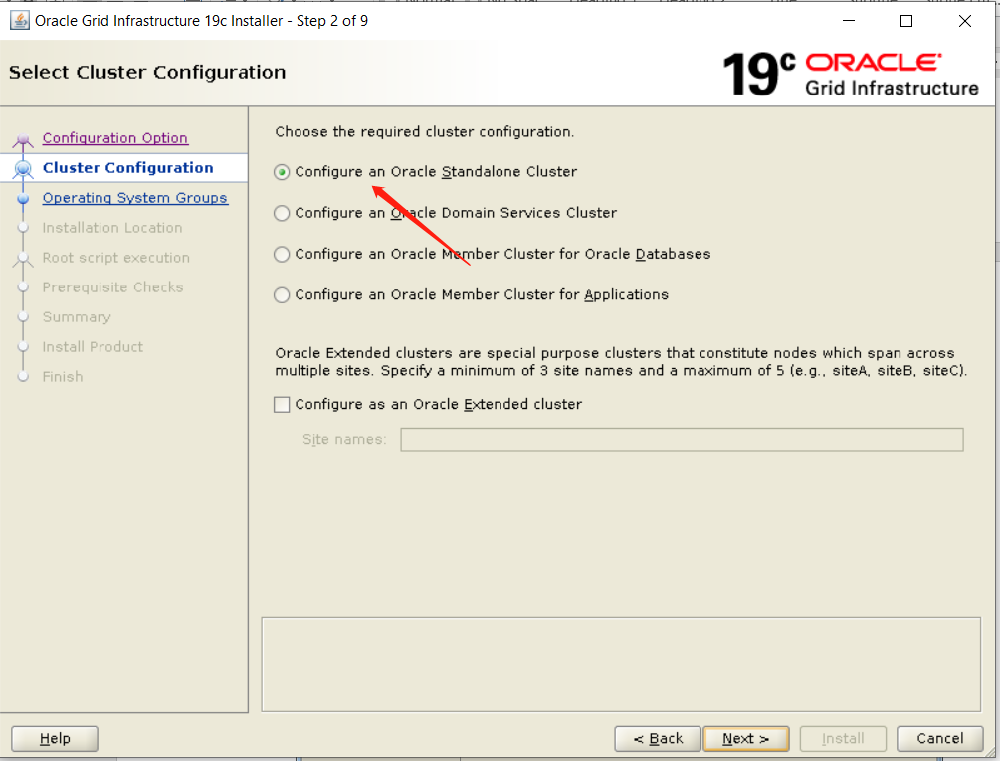 Oracle Grid Infrastructure 19c Installer - Step 2 of 9
Select Cluster Configuration
19c ORACLE
Grid Infrastructure
Configuration Option
Cluster Configuration
Operating System Groups
Installation Location
Root script execution
Prerequisite Checks
Summary
Install Product
Finish
Choose the required cluster configuration.
Configure an Oracle Standalone Cluster
Configure an Oracle Domain Services Cluster
Configure an Oracle Member Cluster for Oracle Databases
Configure an Oracle Member Cluster for Applications
Oracle Extended clusters are special purpose clusters that constitute nodes which span across
multiple sites. Specify a minimum of 3 site names and a maximum of 5 (e.g., siteA, siteB, siteC).
Configure as an Oracle Extended cluster
Site names:
Help
< Back
Next >
Install
Cancel